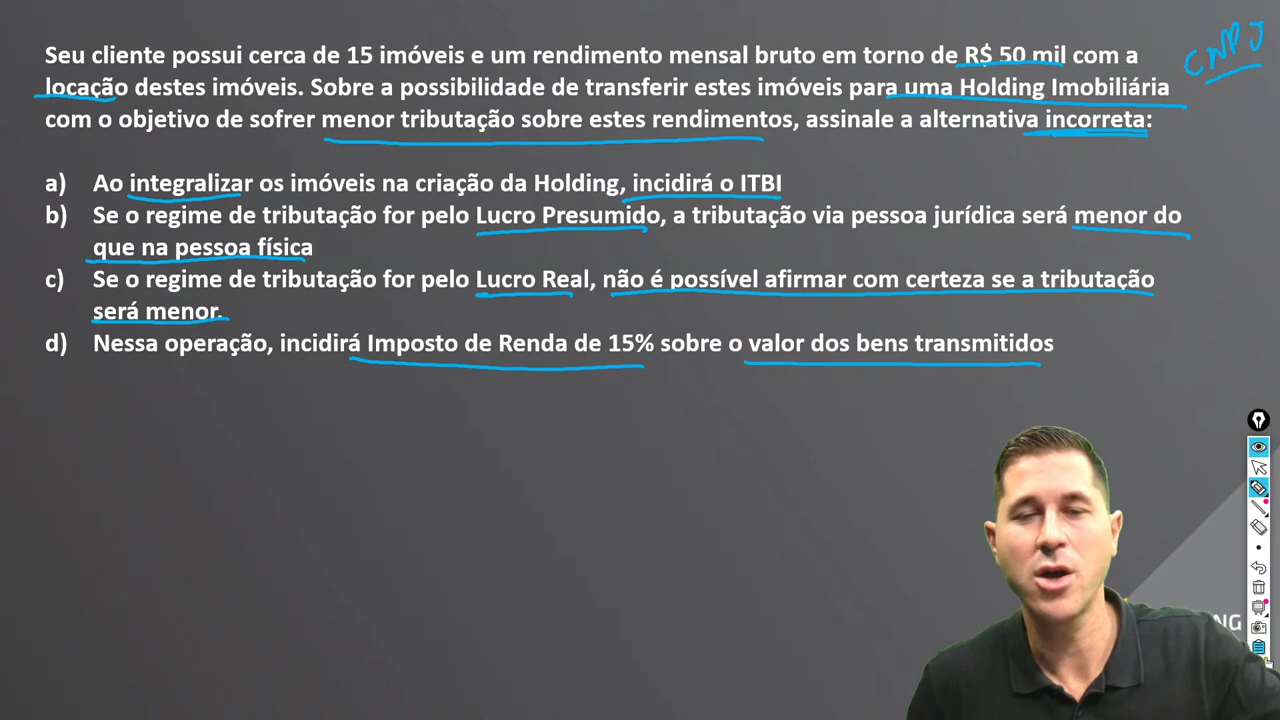 Seu cliente possui cerca de 15 imóveis e um rendimento mensal bruto em torno de R$ 50 mil com a
locação destes imóveis. Sobre a possibilidade de transferir estes imóveis para uma Holding Imobiliária
com o objetivo de sofrer menor tributação sobre estes rendimentos, assinale a alternativa incorreta:
CNPJ
a) Ao integralizar os imóveis na criação da Holding, incidirá o ITBI
b) Se o regime de tributação for pelo Lucro Presumido, a tributação via pessoa jurídica será menor do
que na pessoa física
c) Se o regime de tributação for pelo Lucro Real, não é possível afirmar com certeza se a tributação
será menor.
d) Nessa operação, incidirá Imposto de Renda de 15% sobre o valor dos bens transmitidos